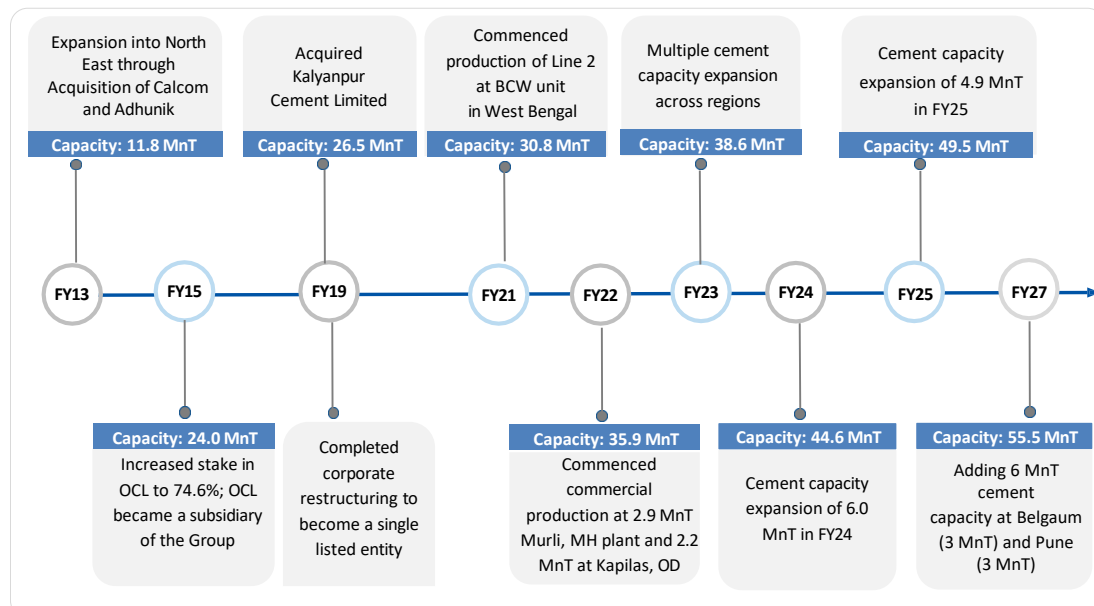 Expansion into North
East through
Acquisition of Calcom
and Adhunik
Capacity: 11.8 MnT
Acquired
Kalyanpur
Cement Limited
Capacity: 26.5 MnT
Commenced
production of Line 2
at BCW unit
in West Bengal
Capacity: 30.8 MnT
Multiple cement
capacity expansion
across regions
Capacity: 38.6 MnT
Cement capacity
expansion of 4.9 MnT
in FY25
Capacity: 49.5 MnT
FY13
FY15
FY19
FY21
FY22
FY23
FY24
FY25
FY27
Capacity: 24.0 MnT
Increased stake in
OCL to 74.6%; OCL
became a subsidiary
of the Group
Completed
corporate
restructuring to
become a single
listed entity
Capacity: 35.9 MnT
Commenced
commercial
production at 2.9 MnT
Murli, MH plant and 2.2
MnT at Kapilas, OD
Capacity: 44.6 MnT
Cement capacity
expansion of 6.0
MnT in FY24
Capacity: 55.5 MnT
Adding 6 MnT
cement
capacity at Belgaum
(3 MnT) and Pune
(3 MnT)